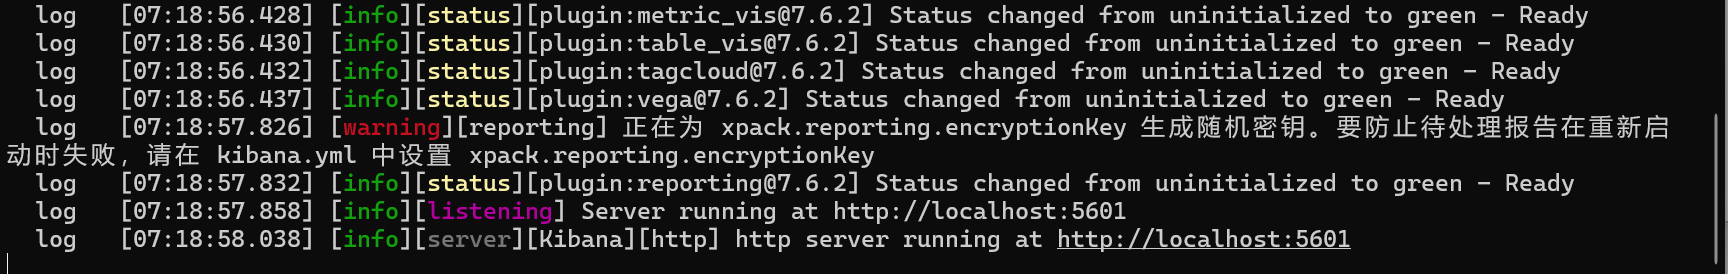 log [07:18:56.428] [info][status][plugin:metric_vis@7.6.2] Status changed from uninitialized to green - Ready
log [07:18:56.430] [info][status][plugin:table_vis@7.6.2] Status changed from uninitialized to green - Ready
log [07:18:56.432] [info][status][plugin:tagcloud@7.6.2] Status changed from uninitialized to green - Ready
log [07:18:56.437] [info][status][plugin:vega@7.6.2] Status changed from uninitialized to green - Ready
log [07:18:57.826] [warning][reporting] 正在为 xpack.reporting.encryptionKey 生成随机密钥。要防止待处理报告在重新启
动时失败，请在 kibana.yml 中设置 xpack.reporting.encryptionKey
log [07:18:57.832] [info][status][plugin:reporting@7.6.2] Status changed from uninitialized to green - Ready
log [07:18:57.858] [info][listening] Server running at http://localhost:5601
log [07:18:58.038] [info][server][Kibana][http] http server running at http://localhost:5601